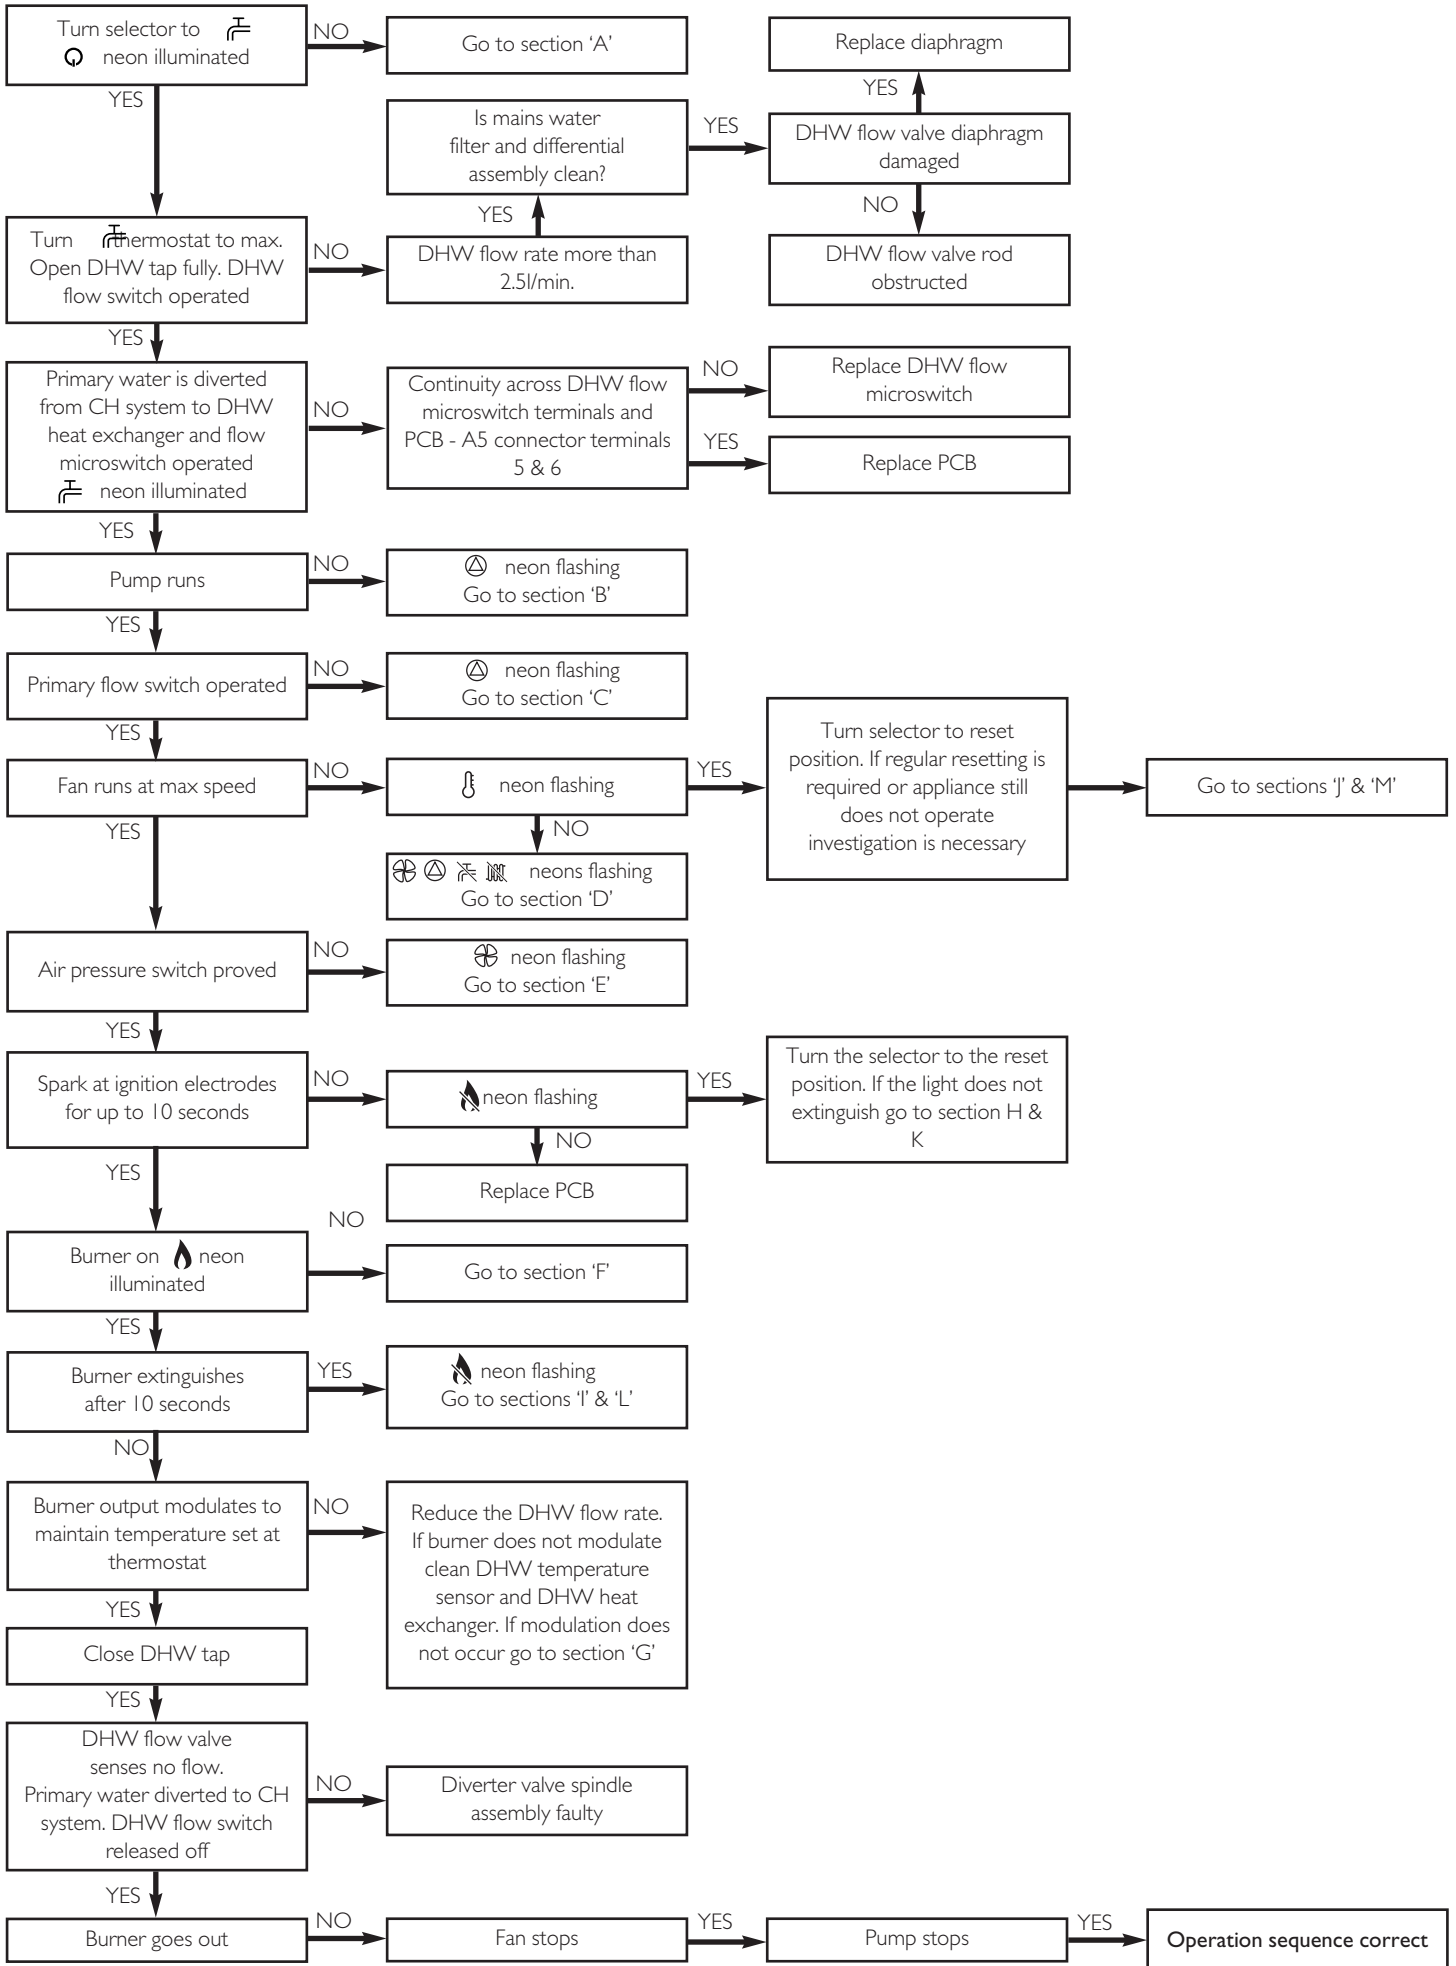 Turn selector to
neon illuminated
NO
Go to section ‘A’
Replace diaphragm
YES
YES
Is mains water
filter and differential
assembly clean?
YES
DHW flow valve diaphragm
damaged
YES
NO
Turn thermostat to max.
Open DHW tap fully. DHW
flow switch operated
NO
DHW flow rate more than
2.5l/min.
DHW flow valve rod
obstructed
YES
Primary water is diverted
from CH system to DHW
heat exchanger and flow
microswitch operated
neon illuminated
NO
Continuity across DHW flow
microswitch terminals and
PCB - A5 connector terminals
5 & 6
NO
Replace DHW flow
microswitch
YES
Replace PCB
YES
Pump runs
NO
neon flashing
Go to section ‘B’
YES
Primary flow switch operated
NO
neon flashing
Go to section ‘C’
YES
Fan runs at max speed
NO
neon flashing
YES
Turn selector to reset
position. If regular resetting is
required or appliance still
does not operate
investigation is necessary
Go to sections ‘J’ & ‘M’
YES
NO
neons flashing
Go to section ‘D’
Air pressure switch proved
NO
neon flashing
Go to section ‘E’
YES
Spark at ignition electrodes
for up to 10 seconds
NO
neon flashing
YES
Turn the selector to the reset
position. If the light does not
extinguish go to section H &
K
YES
NO
Replace PCB
NO
Burner on neon
illuminated
Go to section ‘F’
YES
Burner extinguishes
after 10 seconds
YES
neon flashing
Go to sections ‘I’ & ‘L’
NO
Burner output modulates to
maintain temperature set at
thermostat
NO
Reduce the DHW flow rate.
If burner does not modulate
clean DHW temperature
sensor and DHW heat
exchanger. If modulation does
not occur go to section ‘G’
YES
Close DHW tap
YES
DHW flow valve
senses no flow.
Primary water diverted to CH
system. DHW flow switch
released off
NO
Diverter valve spindle
assembly faulty
YES
Burner goes out
NO
Fan stops
YES
Pump stops
YES
Operation sequence correct